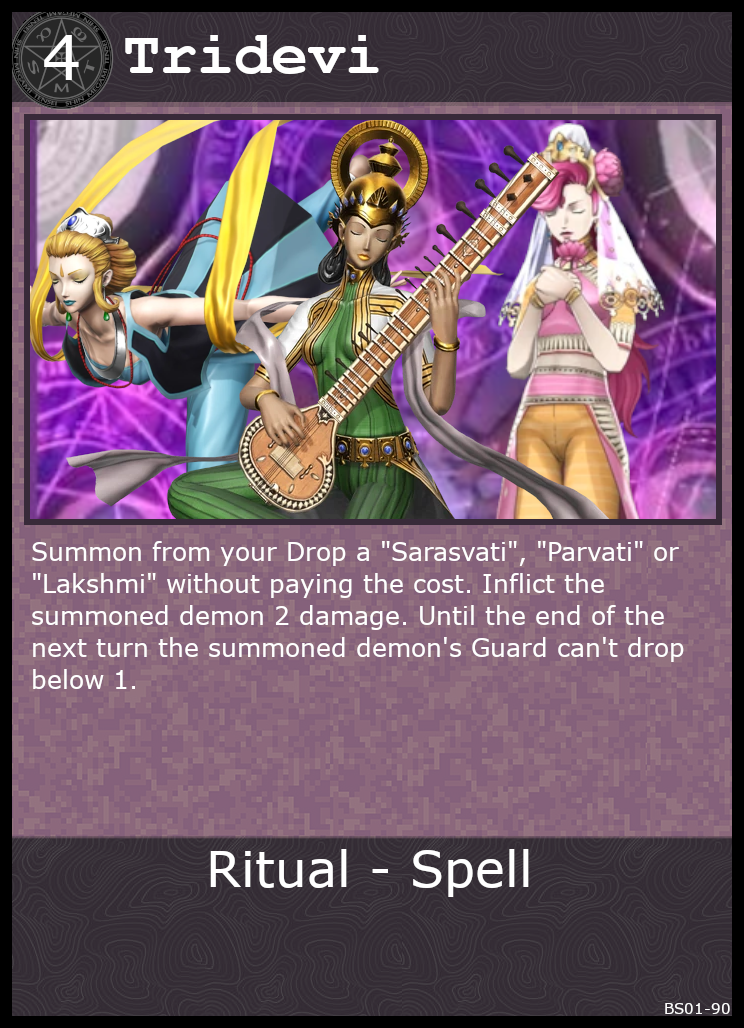 4 Tridevi
Summon from your Drop a "Sarasvati", "Parvati" or
"Lakshmi" without paying the cost. Inflict the
summoned demon 2 damage. Until the end of the
next turn the summoned demon's Guard can't drop
below 1.
Ritual - Spell
BS01-90